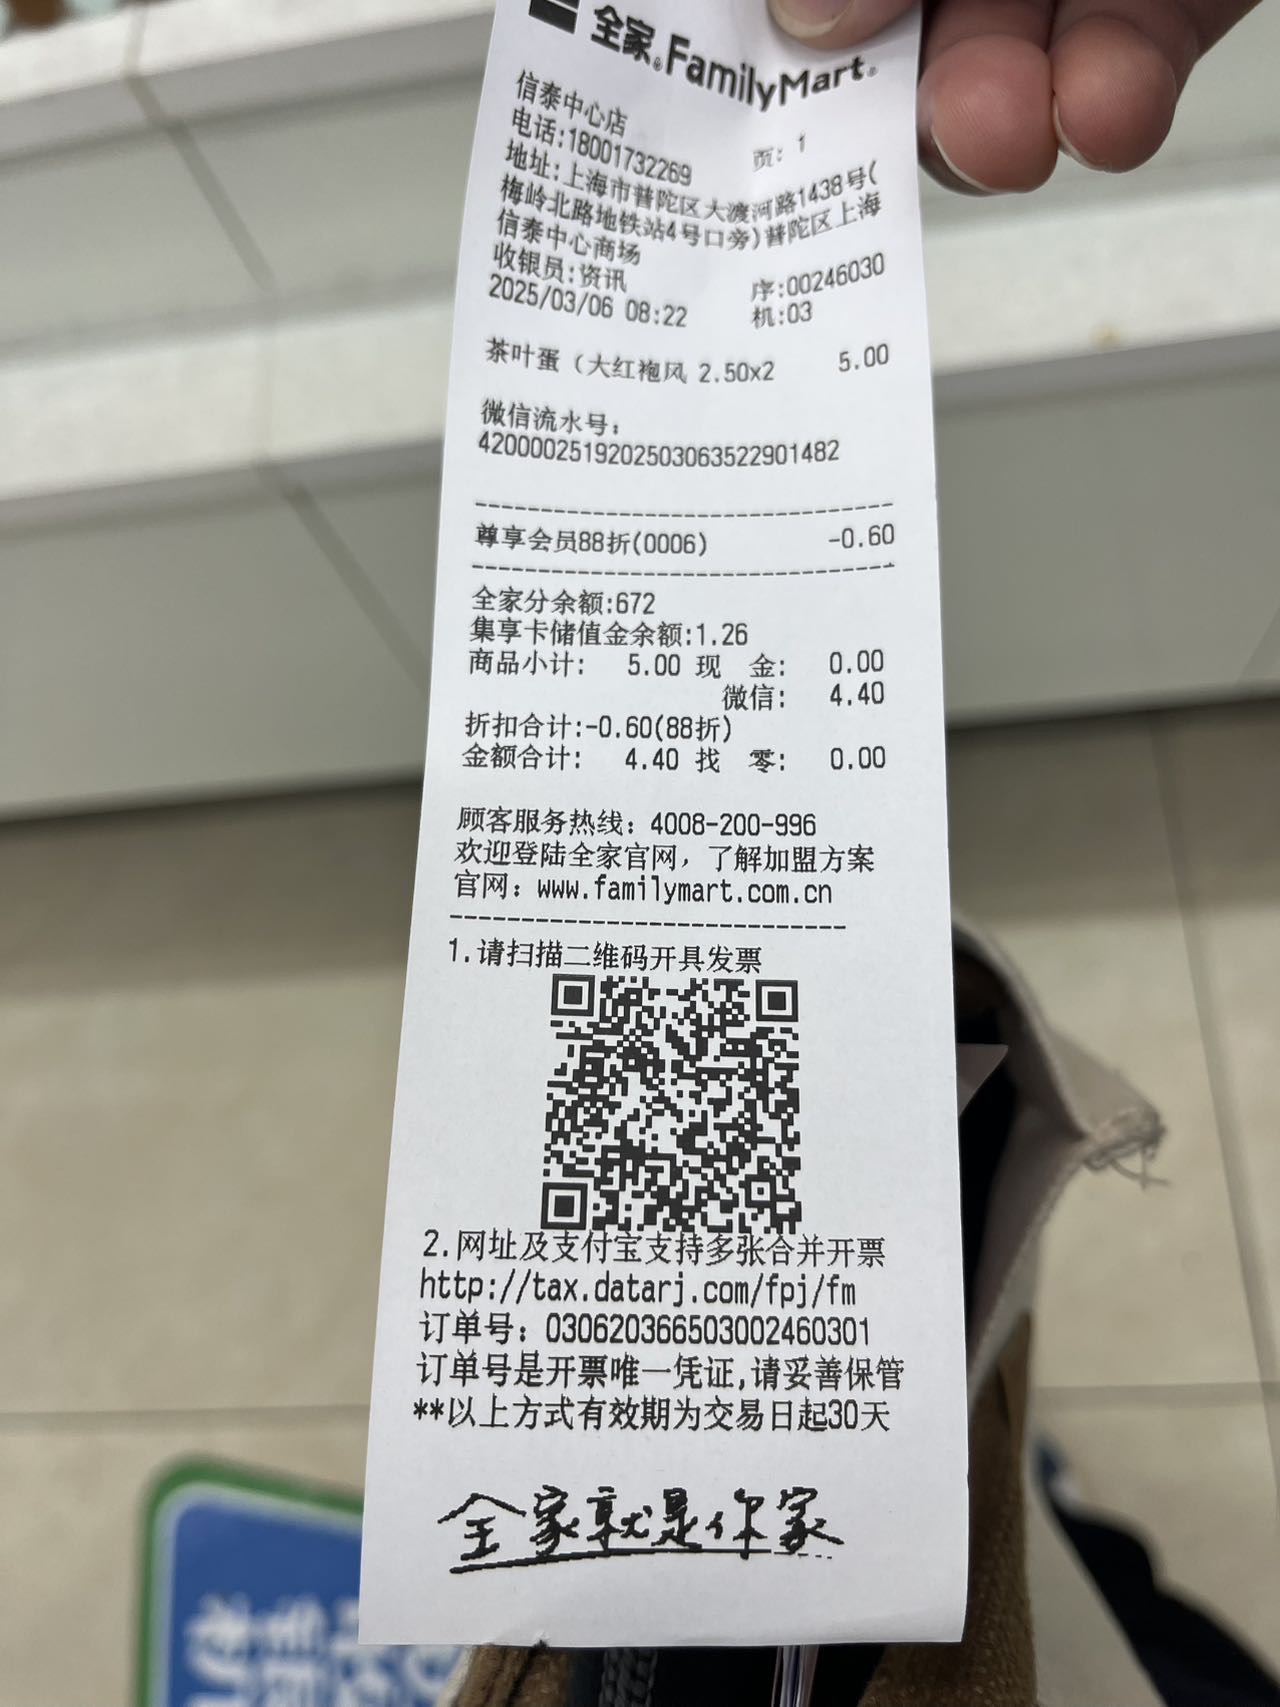 全家 FamilyMart
信泰中心店
电话:18001732269 页: 1
地址:上海市普陀区大渡河路1438号(
梅岭北路地铁站4号口旁)普陀区上海
信泰中心商场
收银员:资讯 序:00246030
2025/03/06 08:22 机:03
茶叶蛋（大红袍风 2.50x2 5.00
微信流水号:
4200002519202503063522901482
尊享会员88折(0006) -0.60
全家分余额:672
集享卡储值金余额:1.26
商品小计: 5.00 现 金: 0.00
微信: 4.40
折扣合计:-0.60(88折)
金额合计: 4.40 找 零: 0.00
顾客服务热线: 4008-200-996
欢迎登陆全家官网，了解加盟方案
官网: www.familymart.com.cn
1.请扫描二维码开具发票
2.网址及支付宝支持多张合并开票
http://tax.datarj.com/fpj/fm
订单号: 030620366503002460301
订单号是开票唯一凭证,请妥善保管
**以上方式有效期为交易日起30天
全家就是你家